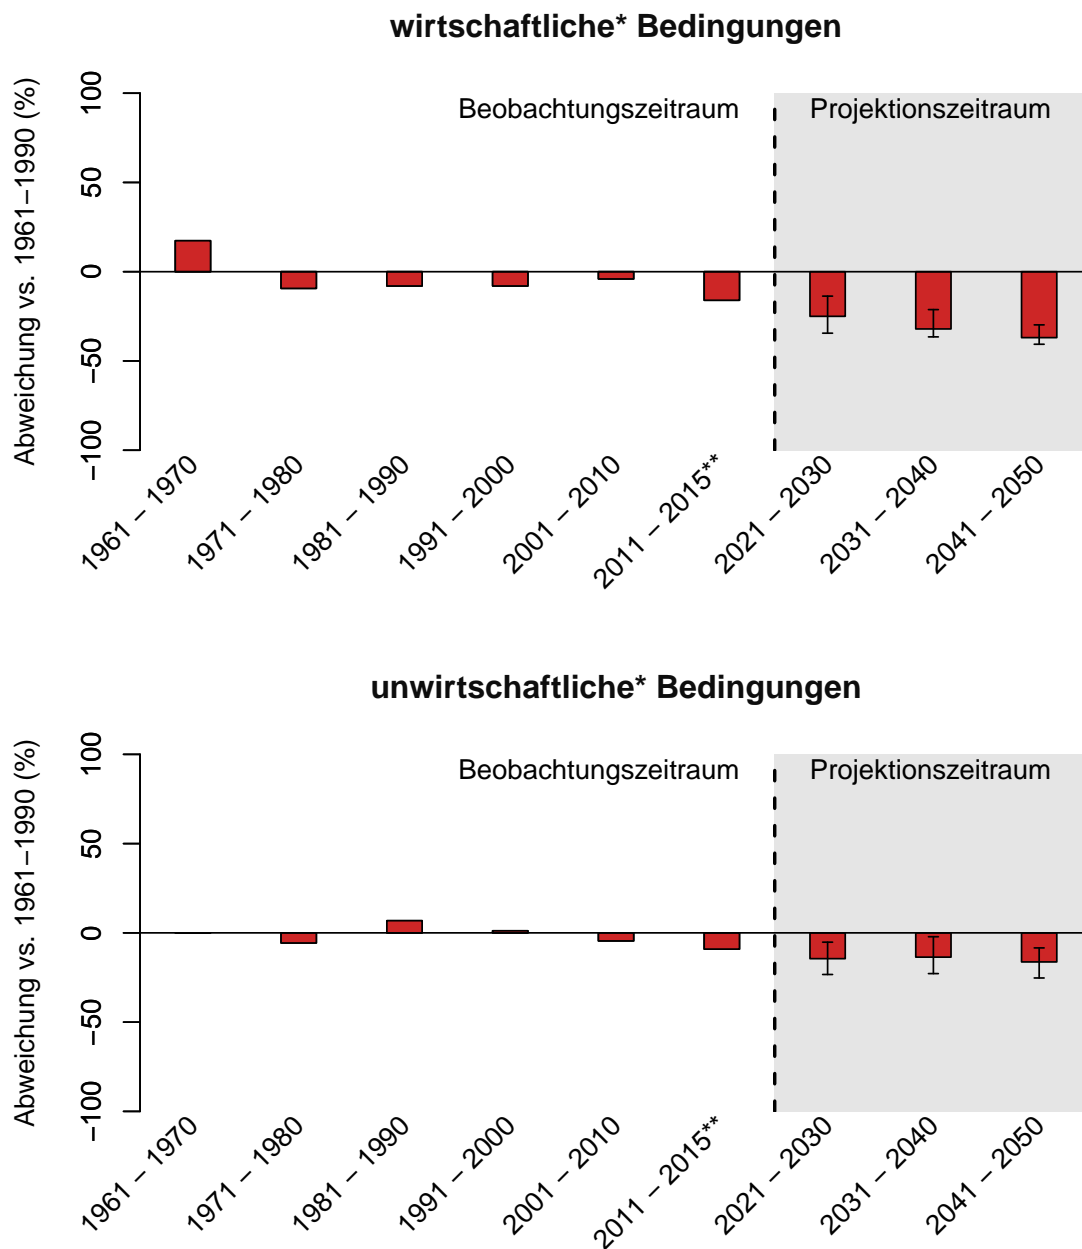 wirtschaftliche* Bedingungen
Abweichung vs. 1961−1990 (%)
100
50
0
−50
−100
Beobachtungszeitraum
Projektionszeitraum
1961 − 1970
1971 − 1980
1981 − 1990
1991 − 2000
2001 − 2010
2011 − 2015**
2021 − 2030
2031 − 2040
2041 − 2050
unwirtschaftliche* Bedingungen
Abweichung vs. 1961−1990 (%)
100
50
0
−50
−100
Beobachtungszeitraum
Projektionszeitraum
1961 − 1970
1971 − 1980
1981 − 1990
1991 − 2000
2001 − 2010
2011 − 2015**
2021 − 2030
2031 − 2040
2041 − 2050